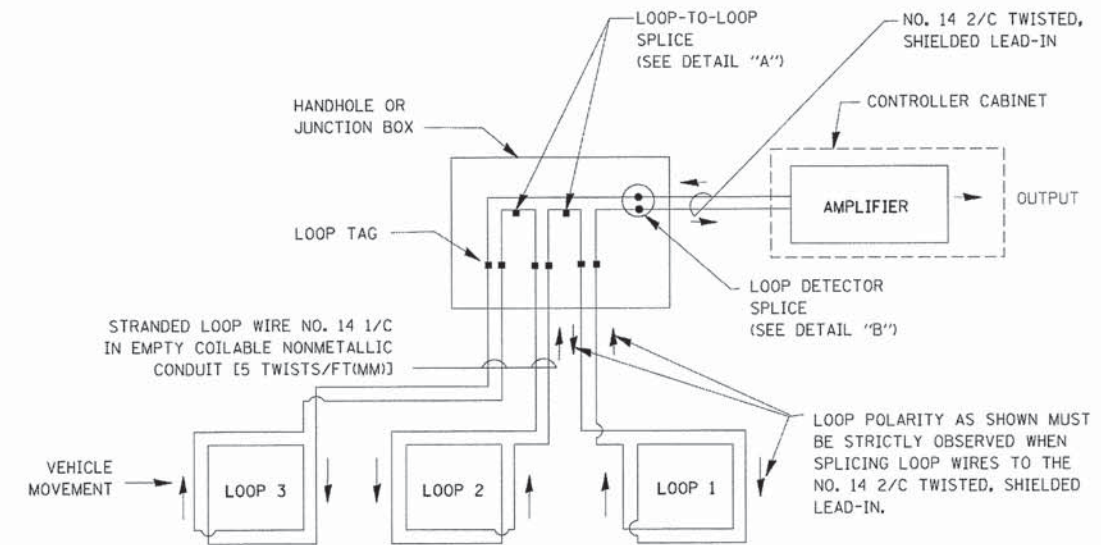 LOOP-TO-LOOP
SPLICE
(SEE DETAIL "A")
NO. 14 2/C TWISTED,
SHIELDED LEAD-IN
HANDHOLE OR
JUNCTION BOX
CONTROLLER CABINET
AMPLIFIER
OUTPUT
LOOP TAG
LOOP DETECTOR
SPLICE
(SEE DETAIL "B")
STRANDED LOOP WIRE NO. 14 1/C
IN EMPTY COILABLE NONMETALLIC
CONDUIT [5 TWISTS/FT(MM)]
LOOP POLARITY AS SHOWN MUST
BE STRICTLY OBSERVED WHEN
SPLICING LOOP WIRES TO THE
NO. 14 2/C TWISTED, SHIELDED
LEAD-IN.
VEHICLE
MOVEMENT
LOOP 3
LOOP 2
LOOP 1